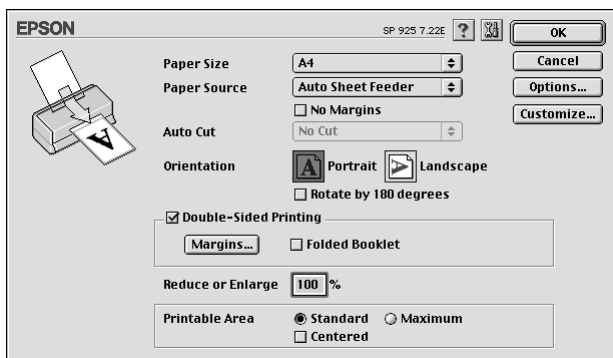 EPSON SP 925 7.22E ? OK
Paper Size A4 Cancel
Paper Source Auto Sheet Feeder Options...
No Margins Customize...
Auto Cut No Cut
Orientation A Portrait A Landscape
Rotate by 180 degrees
Double-Sided Printing
Margins... Folded Booklet
Reduce or Enlarge 100 %
Printable Area Standard Maximum
Centered
A